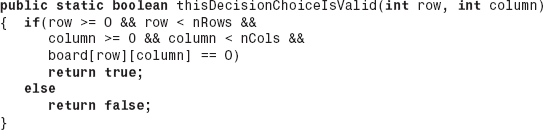 public static boolean thisDecisionChoiceIsValid(int row, int column)
{  if(row >= 0 && row < nRows &&
      column >= 0 && column < nCols &&
      board[row][column] == 0)
      return true;
   else
      return false;
}